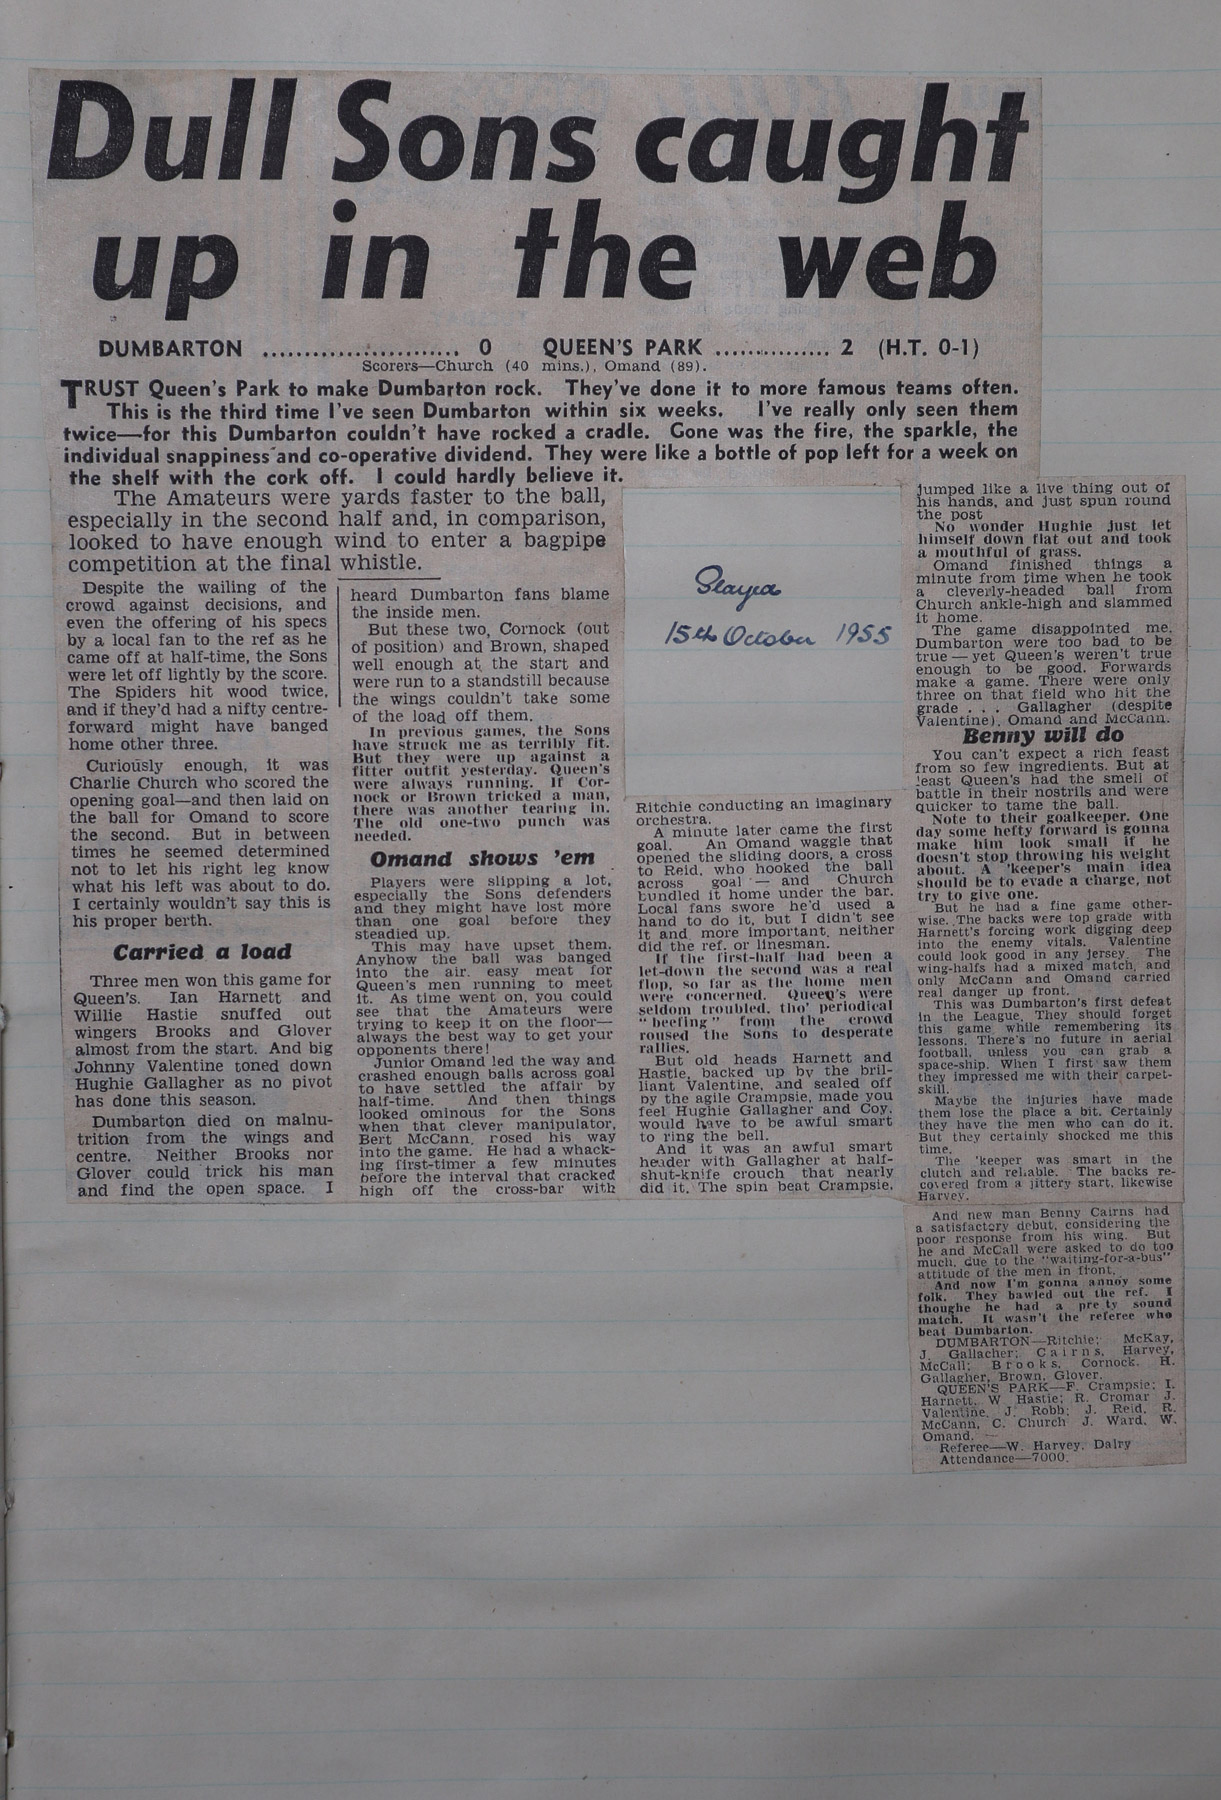 Dull Sons caught
up in the web
DUMBARTON ........................ 0 QUEEN'S PARK ............... 2 (H.T. 0-1)
Scorers—Church (40 mins.), Omand (89).
TRUST Queen's Park to make Dumbarton rock. They've done it to more famous teams often.
This is the third time I've seen Dumbarton within six weeks. I've really only seen them
twice—for this Dumbarton couldn't have rocked a cradle. Gone was the fire, the sparkle, the
individual snappiness and co-operative dividend. They were like a bottle of pop left for a week on
the shelf with the cork off. I could hardly believe it.
The Amateurs were yards faster to the ball,
especially in the second half and, in comparison,
looked to have enough wind to enter a bagpipe
competition at the final whistle.
Despite the wailing of the
crowd against decisions, and
even the offering of his specs
by a local fan to the ref as he
came off at half-time, the Sons
were let off lightly by the score.
The Spiders hit wood twice,
and if they'd had a nifty centre-
forward might have banged
home other three.
Curiously enough, it was
Charlie Church who scored the
opening goal—and then laid on
the ball for Omand to score
the second. But in between
times he seemed determined
not to let his right leg know
what his left was about to do.
I certainly wouldn't say this is
his proper berth.
Carried a load
Three men won this game for
Queen's. Ian Harnett and
Willie Hastie snuffed out
wingers Brooks and Glover
almost from the start. And big
Johnny Valentine toned down
Hughie Gallagher as no pivot
has done this season.
Dumbarton died on malnu-
trition from the wings and
centre. Neither Brooks nor
Glover could trick his man
and find the open space. I
heard Dumbarton fans blame
the inside men.
But these two, Cornock (out
of position) and Brown, shaped
well enough at the start and
were run to a standstill because
the wings couldn't take some
of the load off them.
In previous games, the Sons
have struck me as terribly fit.
But they were up against a
fitter outfit yesterday. Queen's
were always running. If Cor-
nock or Brown tricked a man,
there was another tearing in.
The old one-two punch was
needed.
Omand shows 'em
Players were slipping a lot,
especially the Sons defenders
and they might have lost more
than one goal before they
steadied up.
This may have upset them.
Anyhow the ball was banged
into the air, easy meat for
Queen's men running to meet
it. As time went on, you could
see that the Amateurs were
trying to keep it on the floor—
always the best way to get your
opponents there!
Junior Omand led the way and
crashed enough balls across goal
to have settled the affair by
half-time. And then things
looked ominous for the Sons
when that clever manipulator,
Bert McCann, rosed his way
into the game. He had a whack-
ing first-timer a few minutes
before the interval that cracked
high off the cross-bar with
Played
15th October 1955
Ritchie conducting an imaginary
orchestra.
A minute later came the first
goal. An Omand waggle that
opened the sliding doors, a cross
to Reid, who hooked the ball
across goal — and Church
bundled it home under the bar.
Local fans swore he'd used a
hand to do it, but I didn't see
it and, more important, neither
did the ref. or linesman.
If the first-half had been a
let-down the second was a real
flop, so far as the home men
were concerned. Queen's were
seldom troubled, tho' periodical
"beefing" from the crowd
roused the Sons to desperate
rallies.
But old heads Harnett and
Hastie, backed up by the bril-
liant Valentine, and sealed off
by the agile Crampsie, made you
feel Hughie Gallagher and Coy.
would have to be awful smart
to ring the bell.
And it was an awful smart
header with Gallagher at half-
shut-knife crouch that nearly
did it. The spin beat Crampsie,
jumped like a live thing out of
his hands, and just spun round
the post
No wonder Hughie just let
himself down flat out and took
a mouthful of grass.
Omand finished things a
minute from time when he took
a cleverly-headed ball from
Church ankle-high and slammed
it home.
The game disappointed me.
Dumbarton were too bad to be
true — yet Queen's weren't true
enough to be good. Forwards
make a game. There were only
three on that field who hit the
grade . . . Gallagher (despite
Valentine), Omand and McCann.
Benny will do
You can't expect a rich feast
from so few ingredients. But at
least Queen's had the smell of
battle in their nostrils and were
quicker to tame the ball.
Note to their goalkeeper. One
day some hefty forward is gonna
make him look small if he
doesn't stop throwing his weight
about. A 'keeper's main idea
should be to evade a charge, not
try to give one.
But he had a fine game other-
wise. The backs were top grade with
Harnett's forcing work digging deep
into the enemy vitals. Valentine
could look good in any jersey. The
wing-halfs had a mixed match, and
only McCann and Omand carried
real danger up front.
This was Dumbarton's first defeat
in the League. They should forget
this game while remembering its
lessons. There's no future in aerial
football, unless you can grab a
space-ship. When I first saw them
they impressed me with their carpet-
skill.
Maybe the injuries have made
them lose the place a bit. Certainly
they have the men who can do it.
But they certainly shocked me this
time.
The 'keeper was smart in the
clutch and reliable. The backs re-
covered from a jittery start, likewise
Harvey.
And new man Benny Cairns had
a satisfactory debut, considering the
poor response from his wing. But
he and McCall were asked to do too
much, due to the "waiting-for-a-bus"
attitude of the men in front.
And now I'm gonna annoy some
folk. They bawled out the ref. I
thoughe he had a pre ty sound
match. It wasn't the referee who
beat Dumbarton.
DUMBARTON—Ritchie; McKay,
J. Gallacher; Cairns, Harvey,
McCall; Brooks, Cornock, H.
Gallagher, Brown, Glover.
QUEEN'S PARK—F. Crampsie; I.
Harnett, W Hastie; R. Cromar J.
Valentine, J. Robb; J. Reid, R.
McCann, C. Church J. Ward, W.
Omand. —
Referee—W. Harvey, Dalry
Attendance—7000.